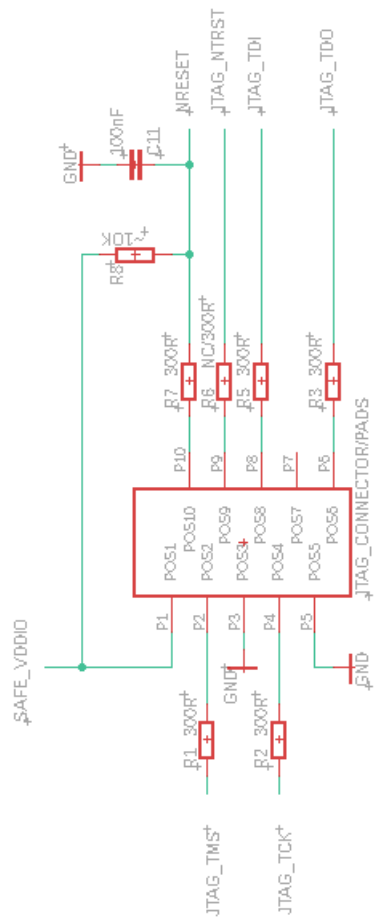 SAFE_VDDIO
GND
100nF
C11
R8
~10K
NRESET
JTAG_NTRST
JTAG_TDI
JTAG_TDO
R7 300R
R6 NC/300R
R5 300R
R3 300R
P10
P9
P8
P7
P6
POS10
POS9
POS8
POS7
POS6
POS1
POS2
POS3
POS4
POS5
JTAG_CONNECTOR/PADS
P1
P2
P3
P4
P5
GND
GND
R1 300R
R2 300R
JTAG_TMS
JTAG_TCK